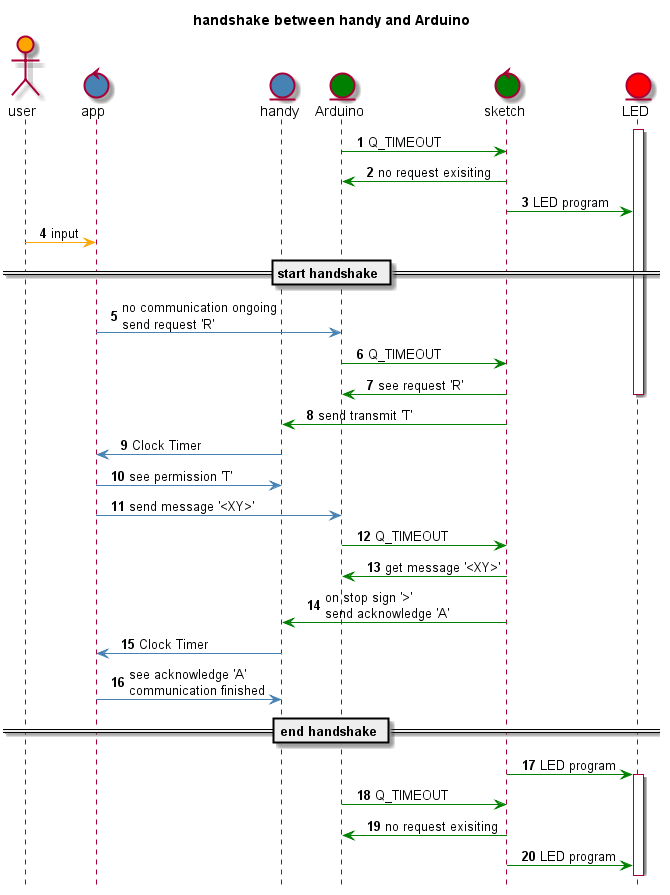 handshake between handy and Arduino
user
app
handy
Arduino
sketch
LED
1 Q_TIMEOUT
2 no request exisiting
3 LED program
4 input
start handshake
5 no communication ongoing
send request 'R'
6 Q_TIMEOUT
7 see request 'R'
8 send transmit 'T'
9 Clock Timer
10 see permission 'T'
11 send message '<XY>'
12 Q_TIMEOUT
13 get message '<XY>'
14 on stop sign '>'
send acknowledge 'A'
15 Clock Timer
16 see acknowledge 'A'
communication finished
end handshake
17 LED program
18 Q_TIMEOUT
19 no request exisiting
20 LED program